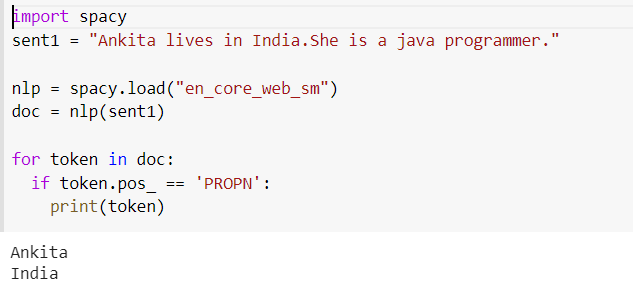 import spacy
sent1 = "Ankita lives in India.She is a java programmer."
nlp = spacy.load("en_core_web_sm")
doc = nlp(sent1)
for token in doc:
  if token.pos_ == 'PROPN':
    print(token)
Ankita
India